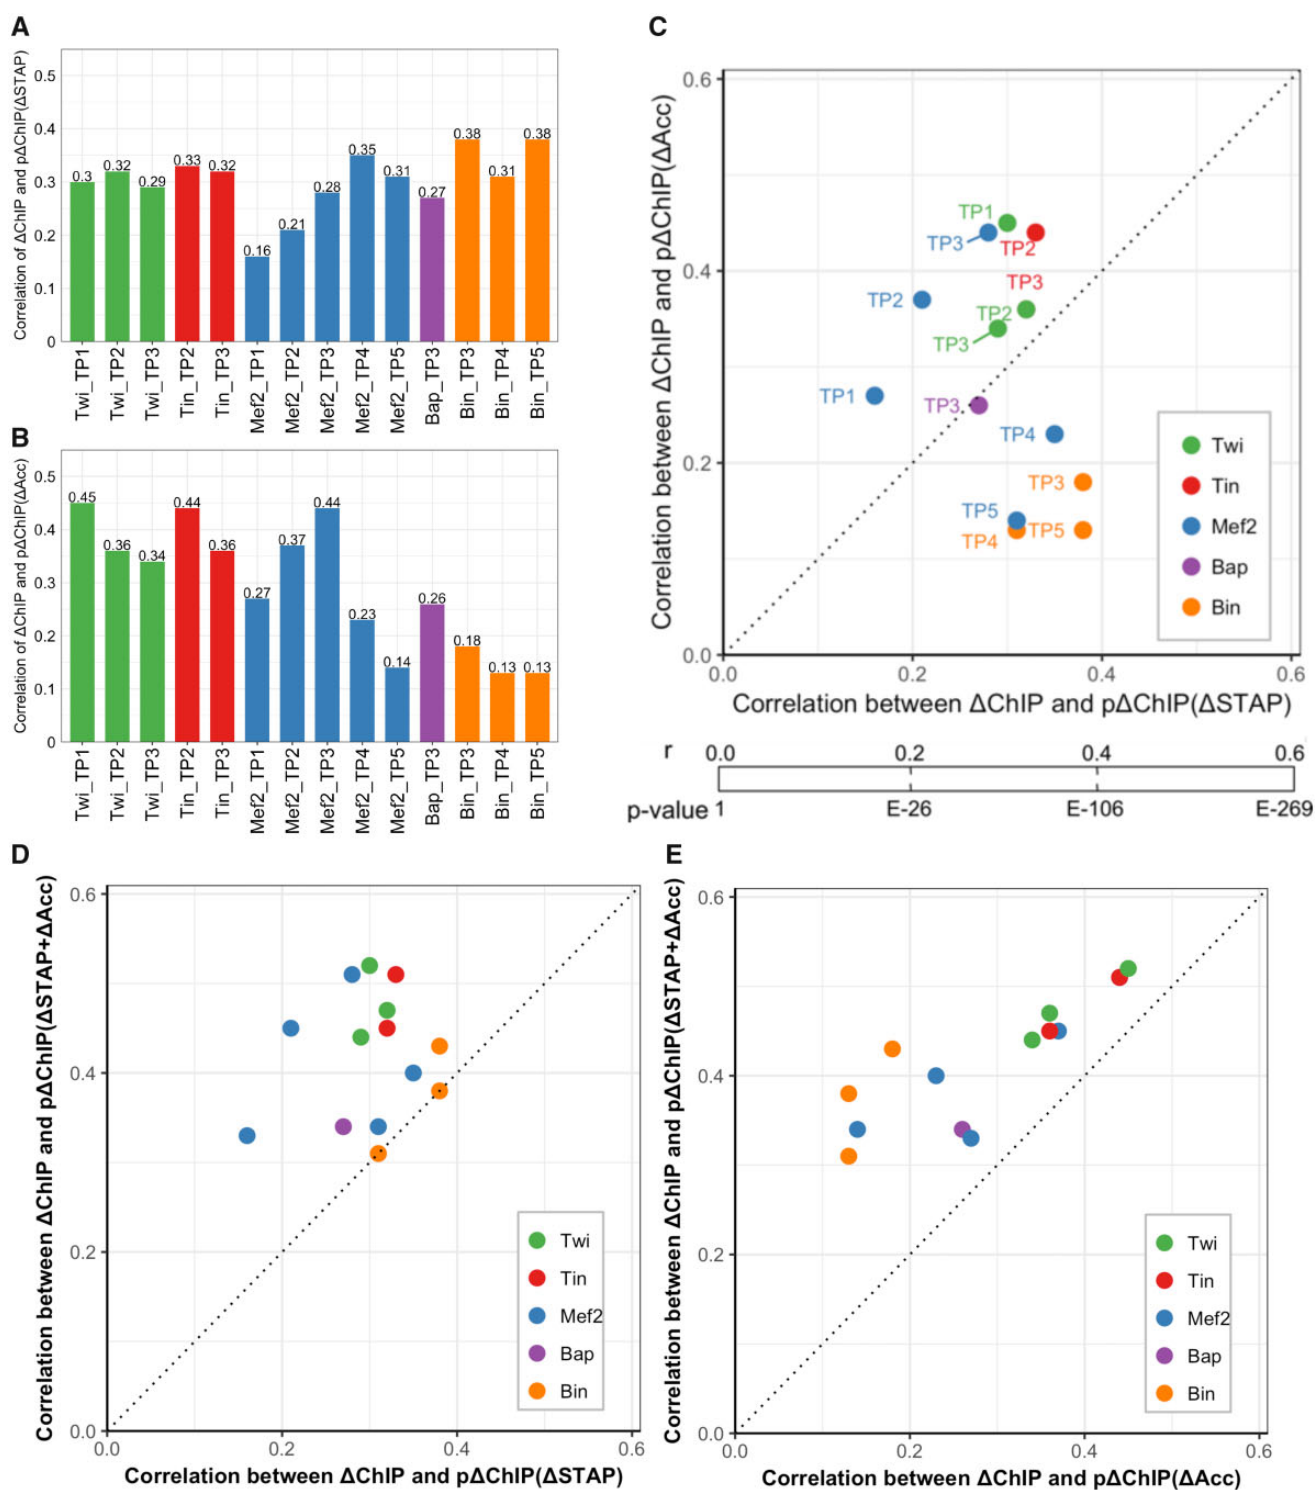 A
Correlation of ΔChIP and pΔChIP(ΔSTAP)
0.5
0.4
0.3
0.2
0.1
0
0.3
0.32
0.29
0.33
0.32
0.16
0.21
0.28
0.35
0.31
0.27
0.38
0.31
0.38
Twi_TP1
Twi_TP2
Twi_TP3
Tin_TP2
Tin_TP3
Mef2_TP1
Mef2_TP2
Mef2_TP3
Mef2_TP4
Mef2_TP5
Bap_TP3
Bin_TP3
Bin_TP4
Bin_TP5
B
Correlation of ΔChIP and pΔChIP(ΔAcc)
0.5
0.4
0.3
0.2
0.1
0
0.45
0.36
0.34
0.44
0.36
0.27
0.37
0.44
0.23
0.14
0.26
0.18
0.13
0.13
Twi_TP1
Twi_TP2
Twi_TP3
Tin_TP2
Tin_TP3
Mef2_TP1
Mef2_TP2
Mef2_TP3
Mef2_TP4
Mef2_TP5
Bap_TP3
Bin_TP3
Bin_TP4
Bin_TP5
C
Correlation between ΔChIP and pΔChIP(ΔAcc)
0.6
0.4
0.2
0.0
TP1
TP3
TP2
TP3
TP2
TP2
TP3
TP1
TP3
TP4
TP3
TP5
TP4
TP5
Twi
Tin
Mef2
Bap
Bin
0.0 0.2 0.4 0.6
Correlation between ΔChIP and pΔChIP(ΔSTAP)
r 0.0 0.2 0.4 0.6
p-value 1 E-26 E-106 E-269
D
Correlation between ΔChIP and pΔChIP(ΔSTAP+ΔAcc)
0.6
0.4
0.2
0.0
Twi
Tin
Mef2
Bap
Bin
0.0 0.2 0.4 0.6
Correlation between ΔChIP and pΔChIP(ΔSTAP)
E
Correlation between ΔChIP and pΔChIP(ΔSTAP+ΔAcc)
0.6
0.4
0.2
0.0
Twi
Tin
Mef2
Bap
Bin
0.0 0.2 0.4 0.6
Correlation between ΔChIP and pΔChIP(ΔAcc)